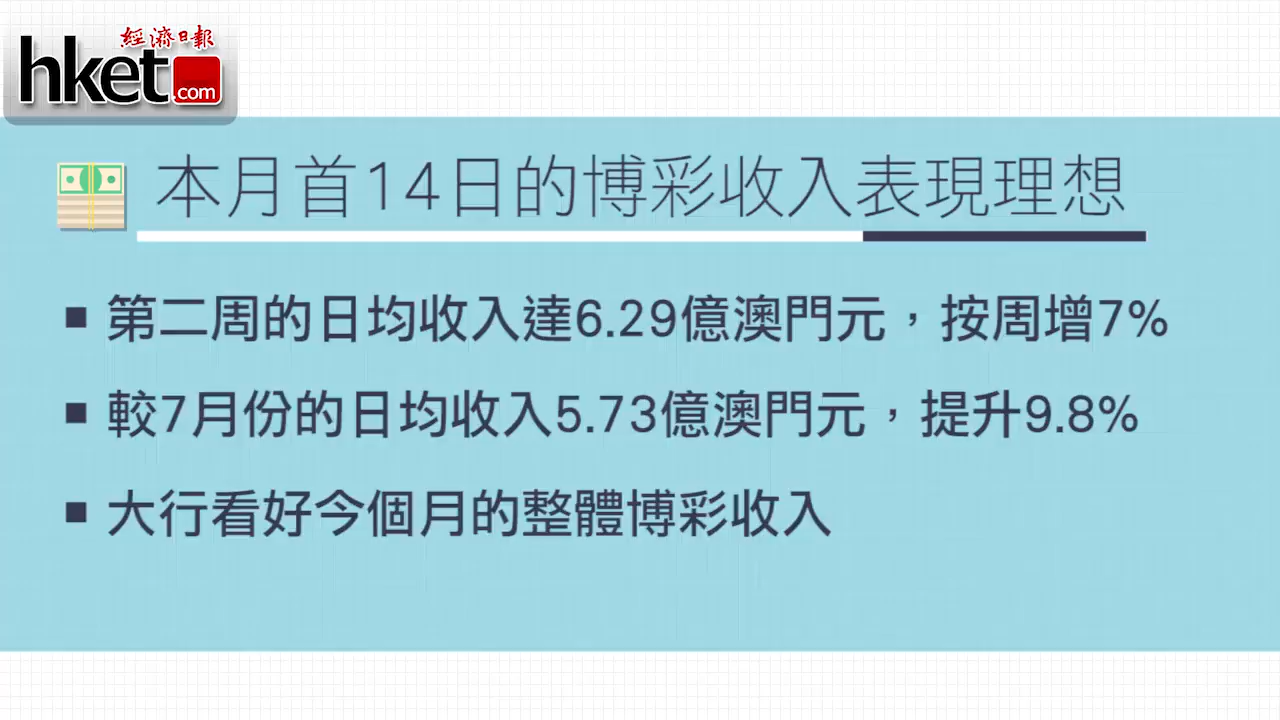 經濟日報
hket.com
本月首14日的博彩收入表現理想
第二周的日均收入達6.29億澳門元，按周增7%
較7月份的日均收入5.73億澳門元，提升9.8%
大行看好今個月的整體博彩收入